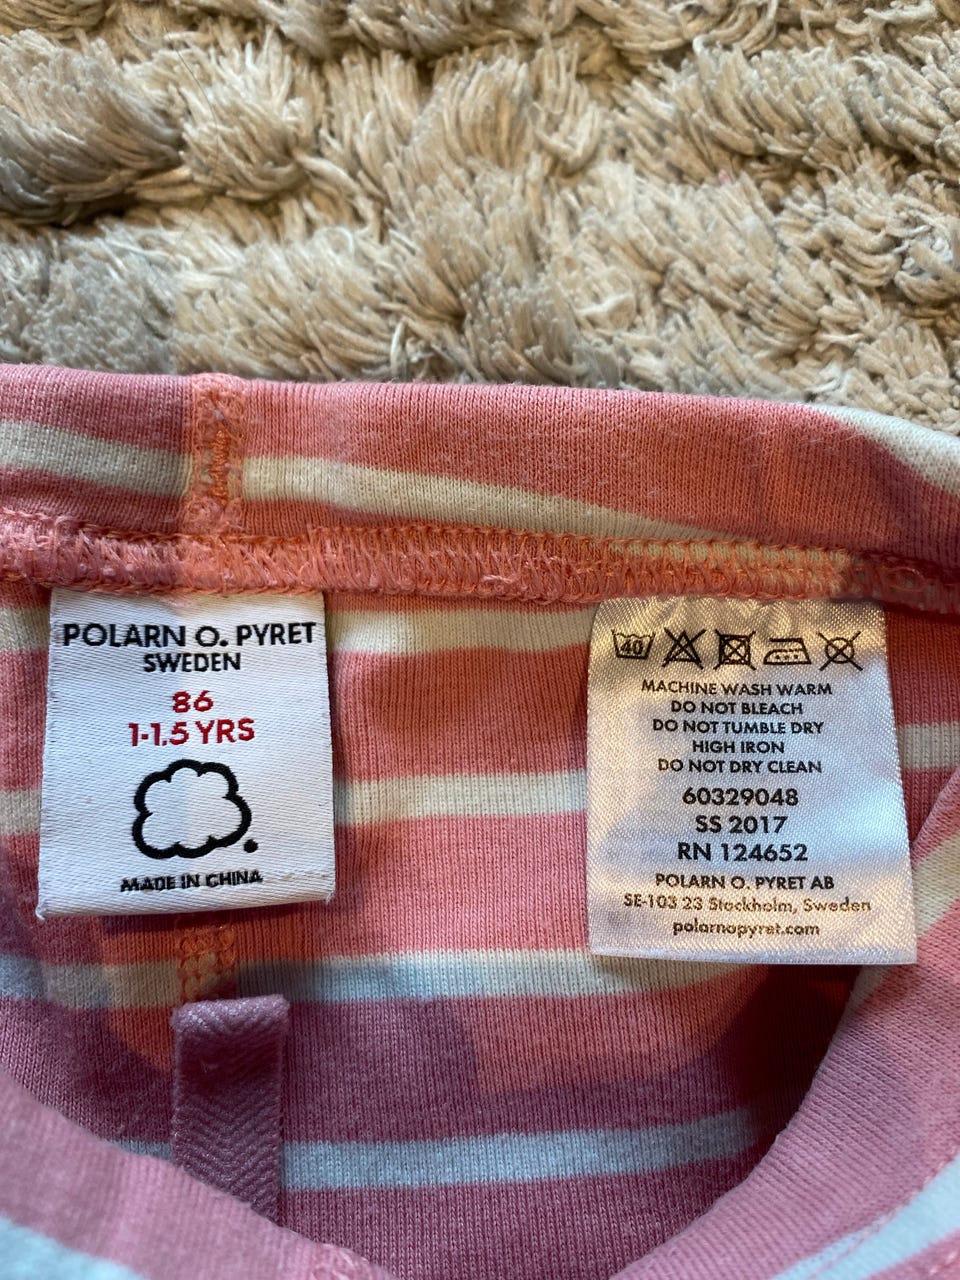 POLARN O. PYRET
SWEDEN
86
1-1.5 YRS
MADE IN CHINA
40
MACHINE WASH WARM
DO NOT BLEACH
DO NOT TUMBLE DRY
HIGH IRON
DO NOT DRY CLEAN
60329048
SS 2017
RN 124652
POLARN O. PYRET AB
SE-103 23 Stockholm, Sweden
polarnopyret.com